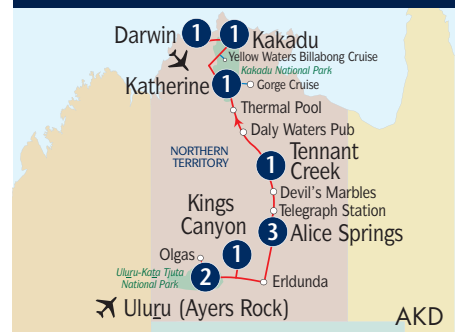 Darwin 1 1 Kakadu
Yellow Waters Billabong Cruise
Kakadu National Park
Katherine 1 Gorge Cruise
Thermal Pool
Daly Waters Pub
NORTHERN
TERRITORY
1 Tennant
Creek
Devil's Marbles
Telegraph Station
Kings
Canyon
1
3 Alice Springs
Olgas
Uluru-Kata Tjuta
National Park
2
Erldunda
Uluru (Ayers Rock)
AKD